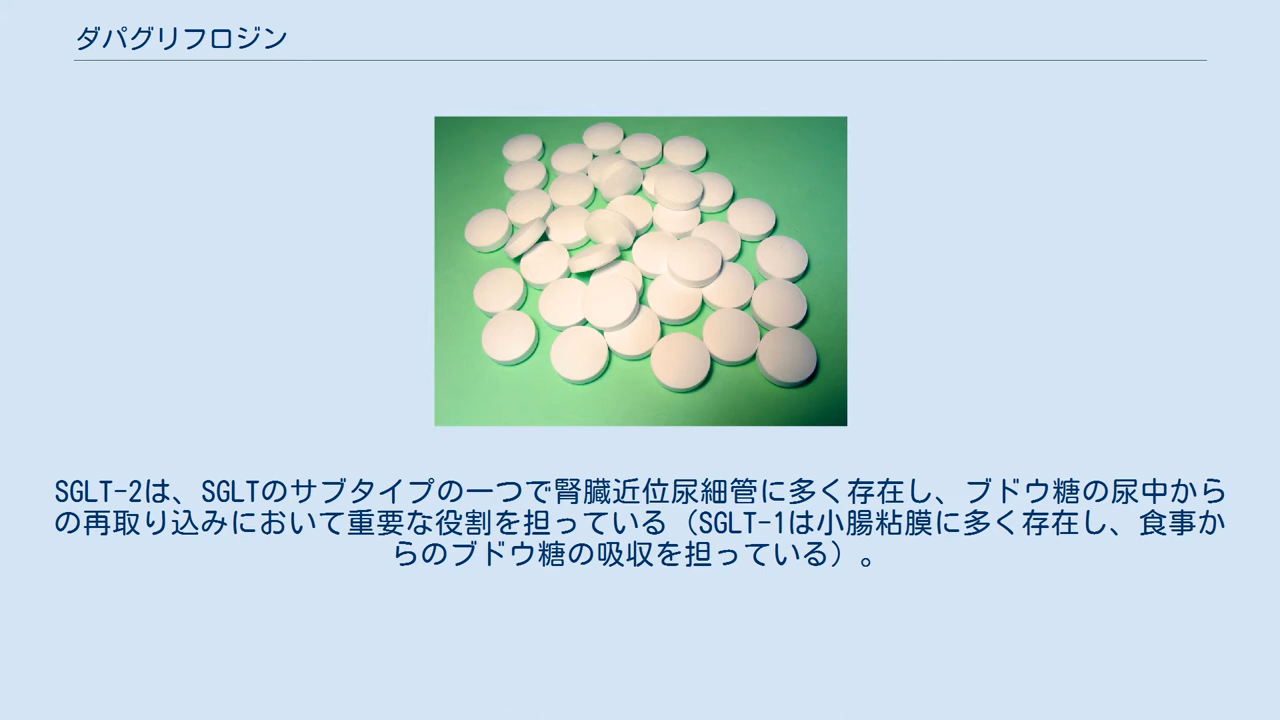 ダパグリフロジン
SGLT-2は、SGLTのサブタイプの一つで腎臓近位尿細管に多く存在し、ブドウ糖の尿中から
の再取り込みにおいて重要な役割を担っている（SGLT-1は小腸粘膜に多く存在し、食事か
らのブドウ糖の吸収を担っている）。